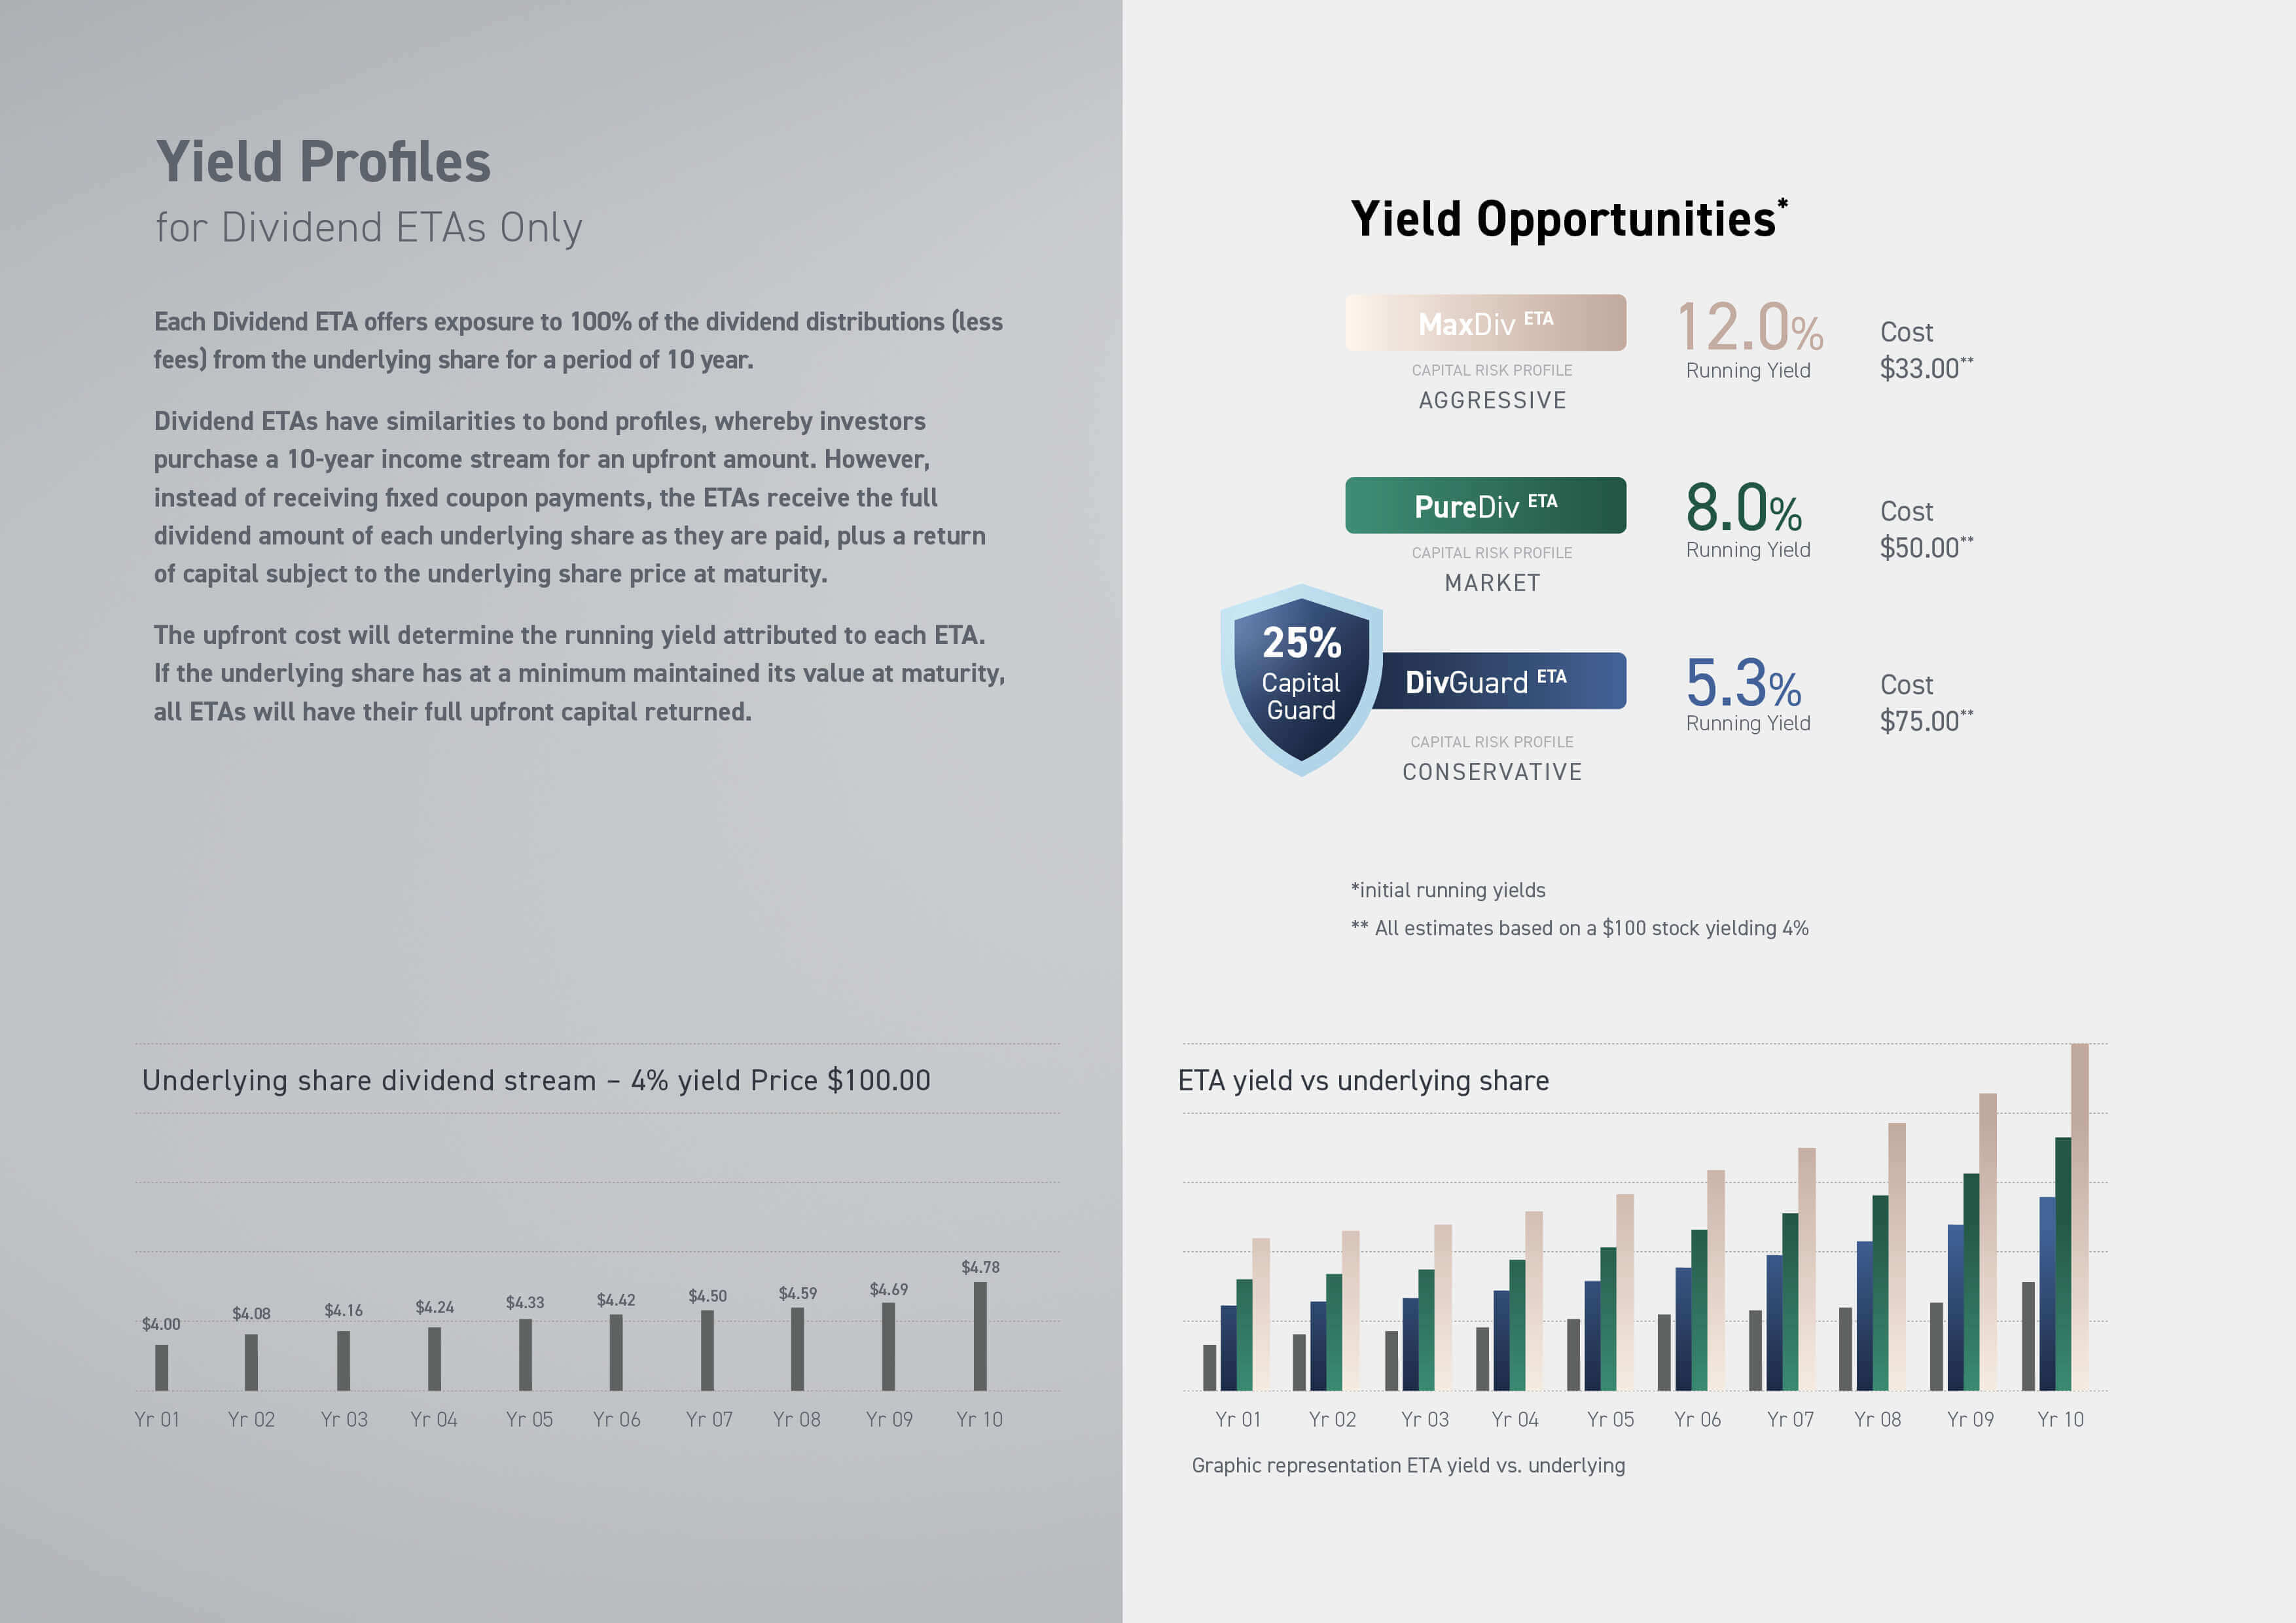 Yield Profiles
for Dividend ETAs Only
Each Dividend ETA offers exposure to 100% of the dividend distributions (less
fees) from the underlying share for a period of 10 year.
Dividend ETAs have similarities to bond profiles, whereby investors
purchase a 10-year income stream for an upfront amount. However,
instead of receiving fixed coupon payments, the ETAs receive the full
dividend amount of each underlying share as they are paid, plus a return
of capital subject to the underlying share price at maturity.
The upfront cost will determine the running yield attributed to each ETA.
If the underlying share has at a minimum maintained its value at maturity,
all ETAs will have their full upfront capital returned.
Underlying share dividend stream – 4% yield Price $100.00
$4.00 $4.08 $4.16 $4.24 $4.33 $4.42 $4.50 $4.59 $4.69 $4.78
Yr 01 Yr 02 Yr 03 Yr 04 Yr 05 Yr 06 Yr 07 Yr 08 Yr 09 Yr 10
Yield Opportunities*
MaxDiv ETA
CAPITAL RISK PROFILE
AGGRESSIVE
12.0%
Running Yield
Cost
$33.00**
PureDiv ETA
CAPITAL RISK PROFILE
MARKET
8.0%
Running Yield
Cost
$50.00**
25%
Capital
Guard
DivGuard ETA
CAPITAL RISK PROFILE
CONSERVATIVE
5.3%
Running Yield
Cost
$75.00**
*initial running yields
** All estimates based on a $100 stock yielding 4%
ETA yield vs underlying share
Yr 01 Yr 02 Yr 03 Yr 04 Yr 05 Yr 06 Yr 07 Yr 08 Yr 09 Yr 10
Graphic representation ETA yield vs. underlying